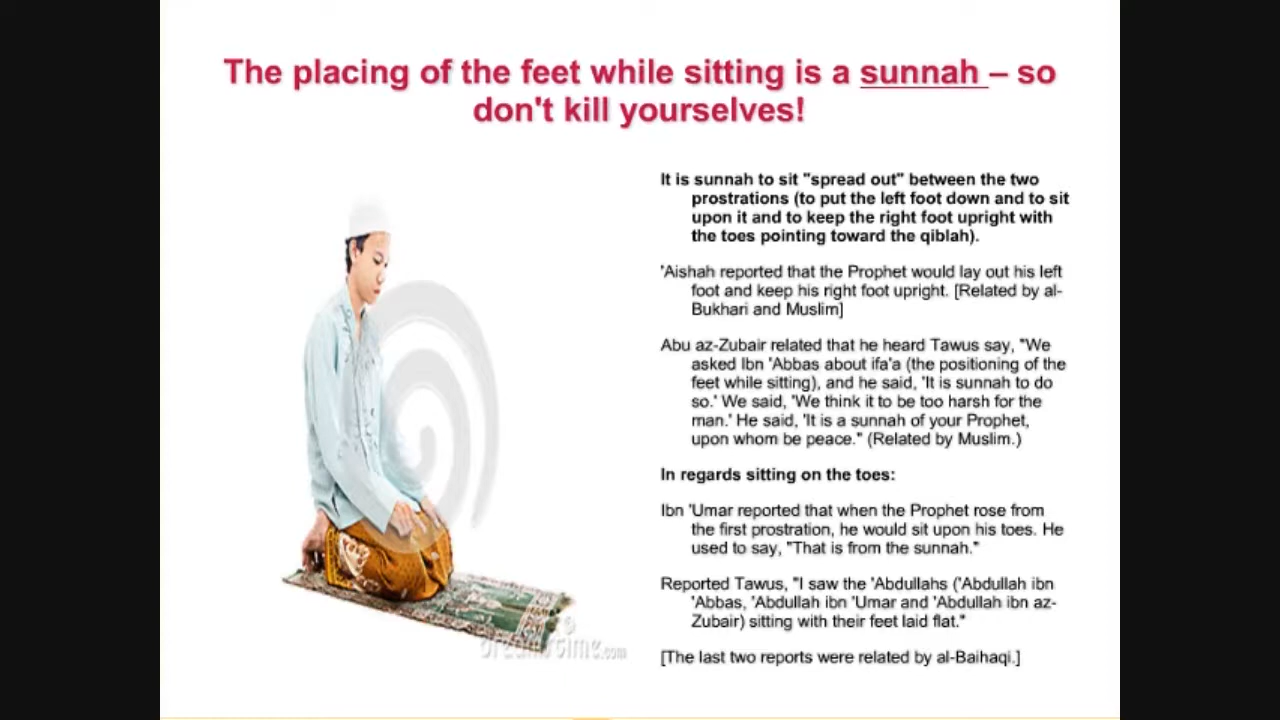 The placing of the feet while sitting is a sunnah – so
don't kill yourselves!
It is sunnah to sit "spread out" between the two
prostrations (to put the left foot down and to sit
upon it and to keep the right foot upright with
the toes pointing toward the qiblah).
'Aishah reported that the Prophet would lay out his left
foot and keep his right foot upright. [Related by al-
Bukhari and Muslim]
Abu az-Zubair related that he heard Tawus say, "We
asked Ibn 'Abbas about ifa'a (the positioning of the
feet while sitting), and he said, 'It is sunnah to do
so.' We said, 'We think it to be too harsh for the
man.' He said, 'It is a sunnah of your Prophet,
upon whom be peace." (Related by Muslim.)
In regards sitting on the toes:
Ibn 'Umar reported that when the Prophet rose from
the first prostration, he would sit upon his toes. He
used to say, "That is from the sunnah."
Reported Tawus, "I saw the 'Abdullahs ('Abdullah ibn
'Abbas, 'Abdullah ibn 'Umar and 'Abdullah ibn az-
Zubair) sitting with their feet laid flat."
[The last two reports were related by al-Baihaqi.]
dreamstime.com